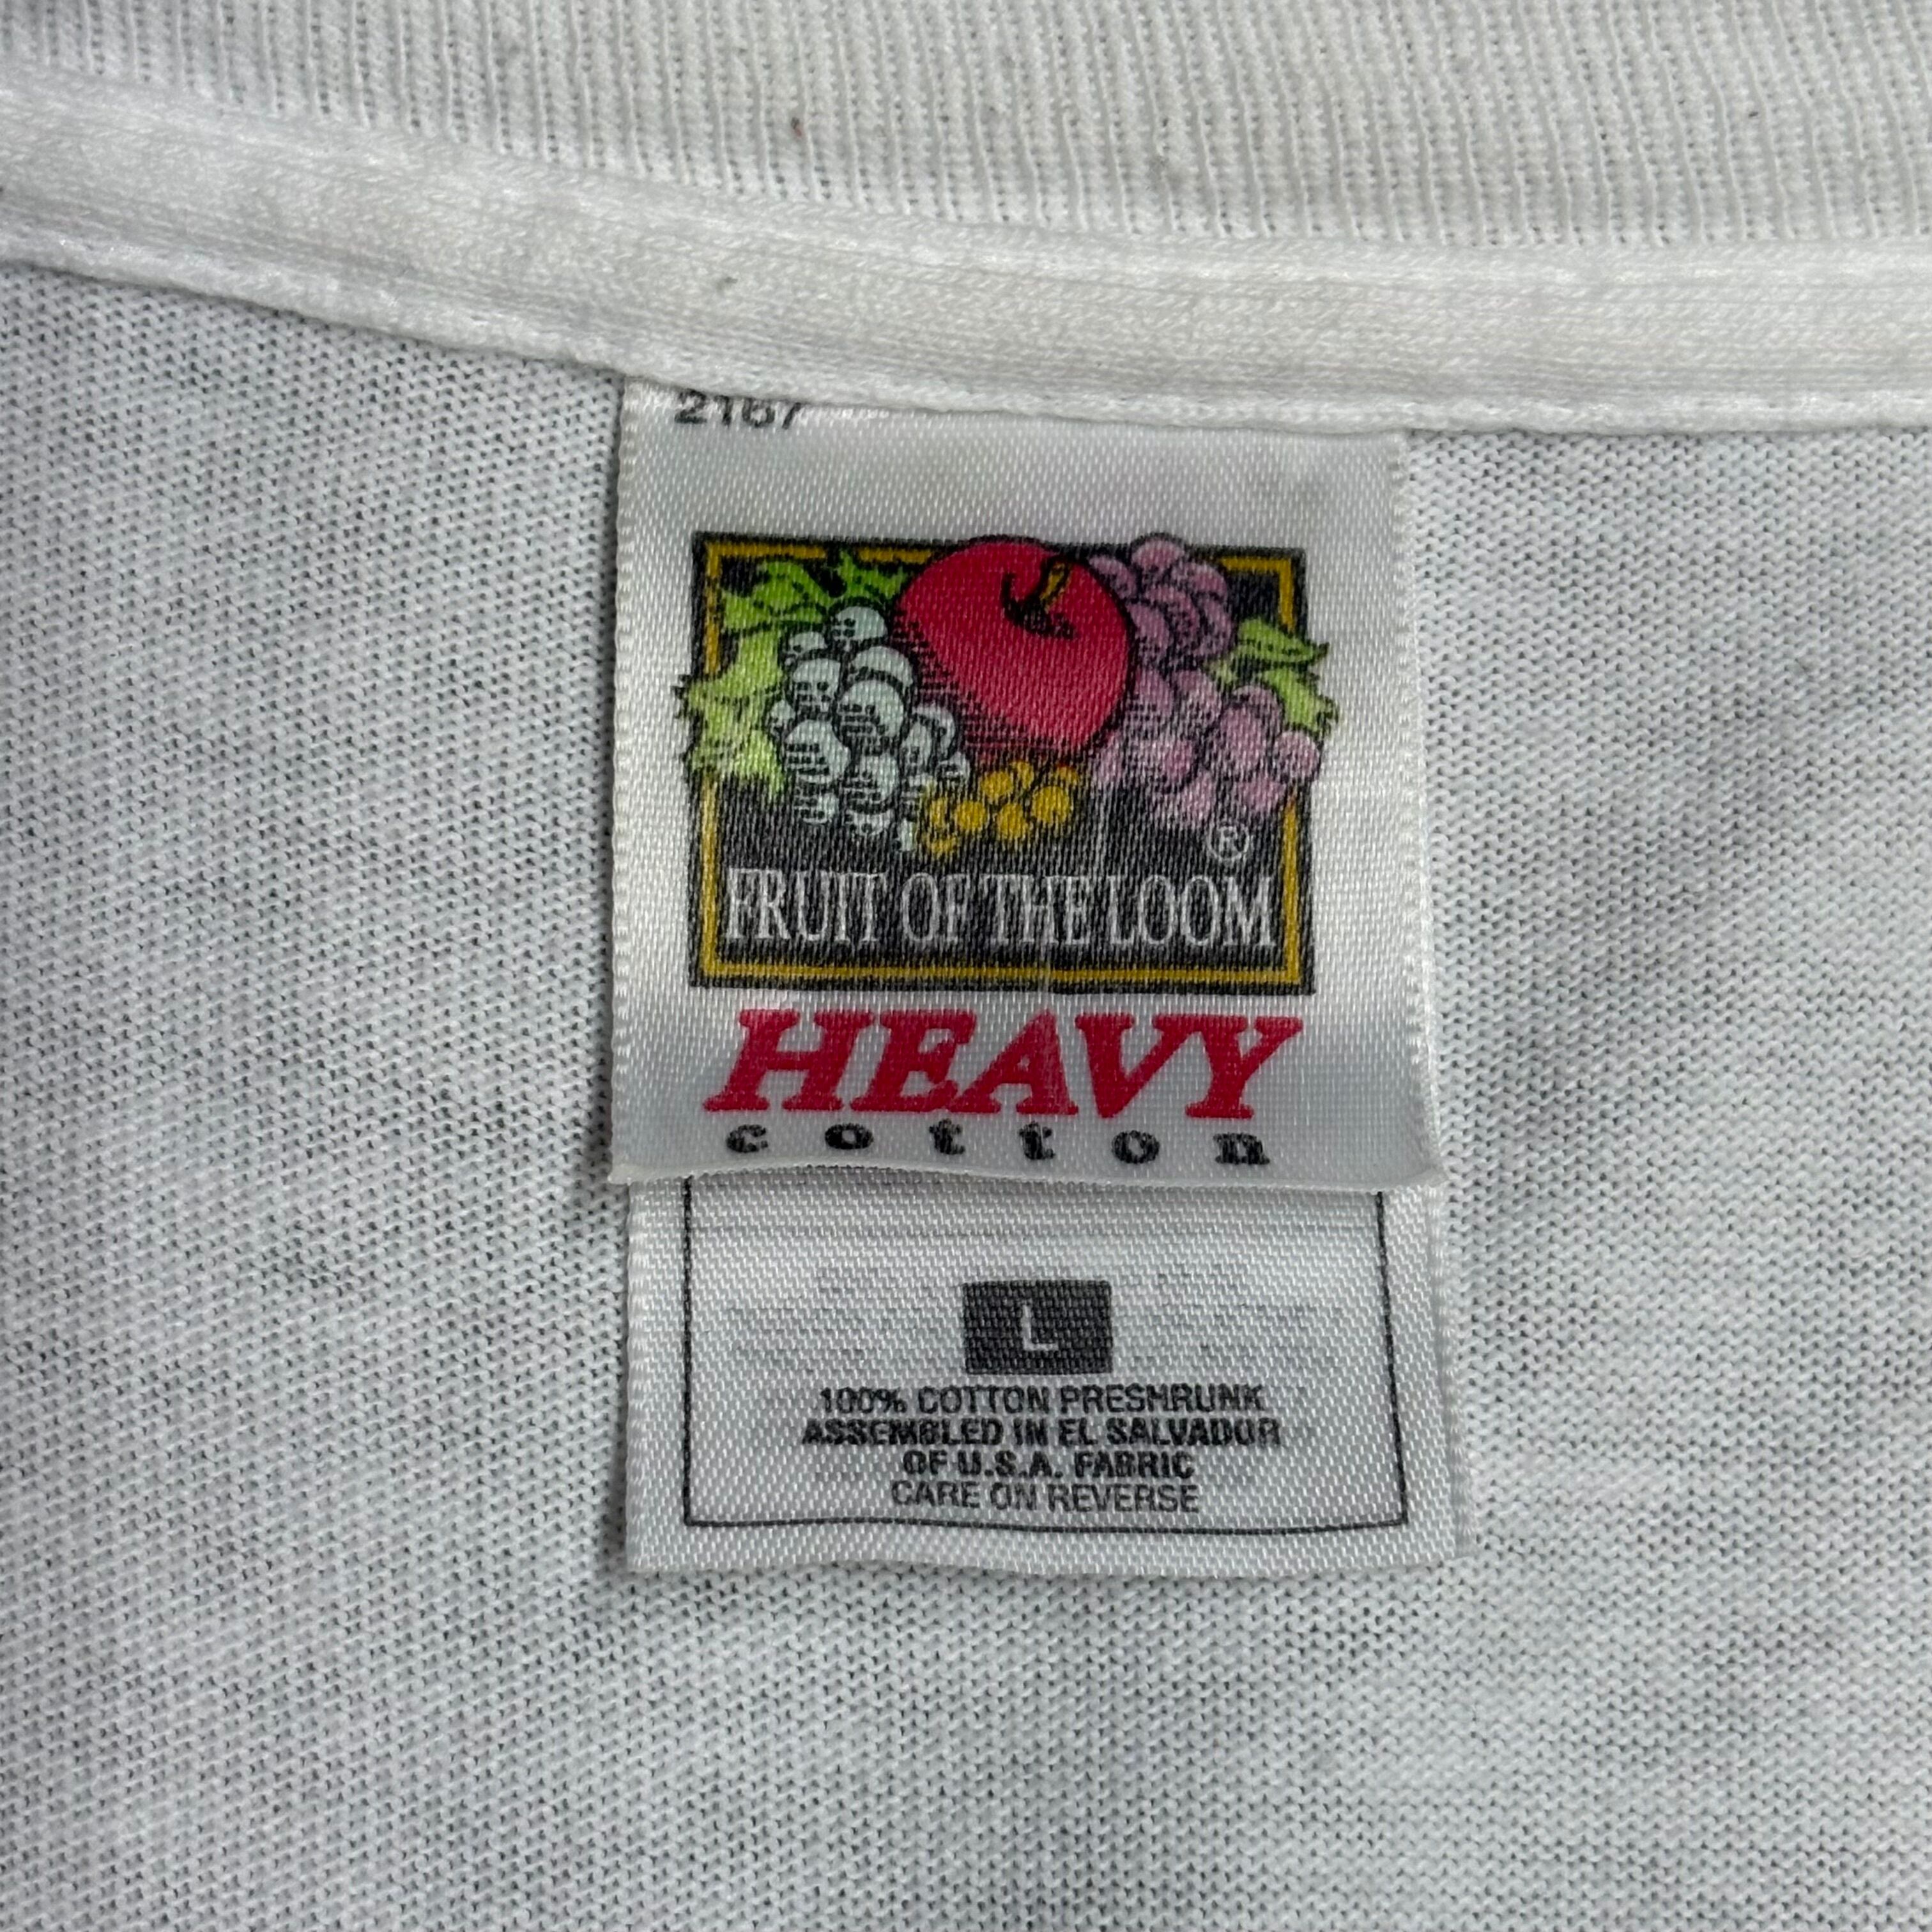 2167
®
FRUIT OF THE LOOM
HEAVY
cotton
L
100% COTTON PRESHRUNK
ASSEMBLED IN EL SALVADOR
OF U.S.A. FABRIC
CARE ON REVERSE